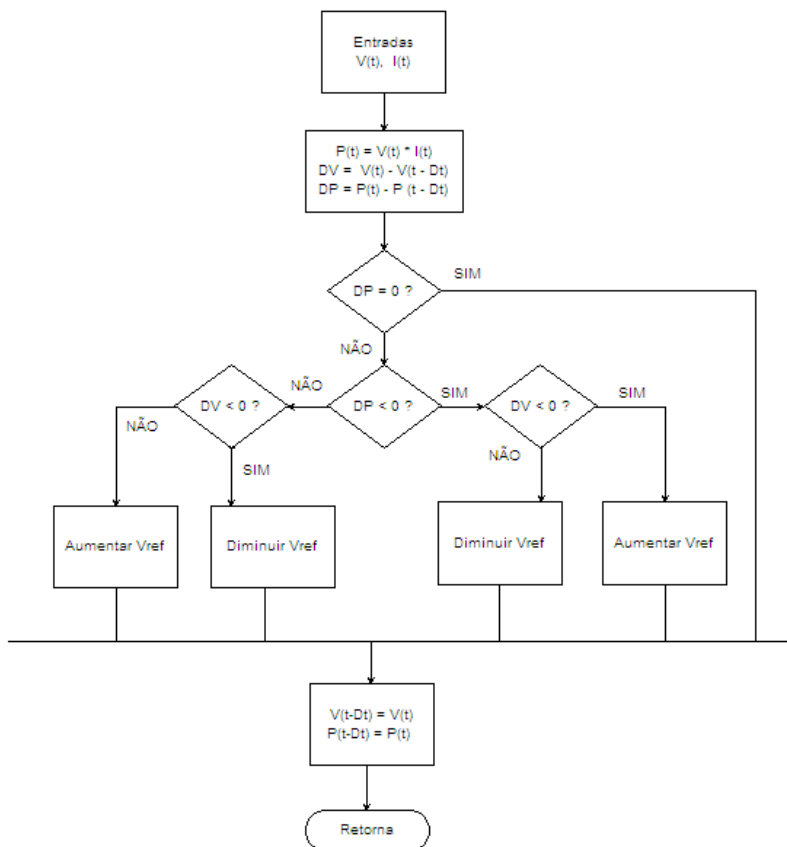 Entradas
V(t), I(t)
P(t) = V(t) * I(t)
DV = V(t) - V(t - Dt)
DP = P(t) - P (t - Dt)
DP = 0 ?
SIM
NÃO
DV < 0 ?
NÃO
DP < 0 ?
SIM
DV < 0 ?
SIM
NÃO
SIM
NÃO
Aumentar Vref
Diminuir Vref
Diminuir Vref
Aumentar Vref
V(t-Dt) = V(t)
P(t-Dt) = P(t)
Retorna